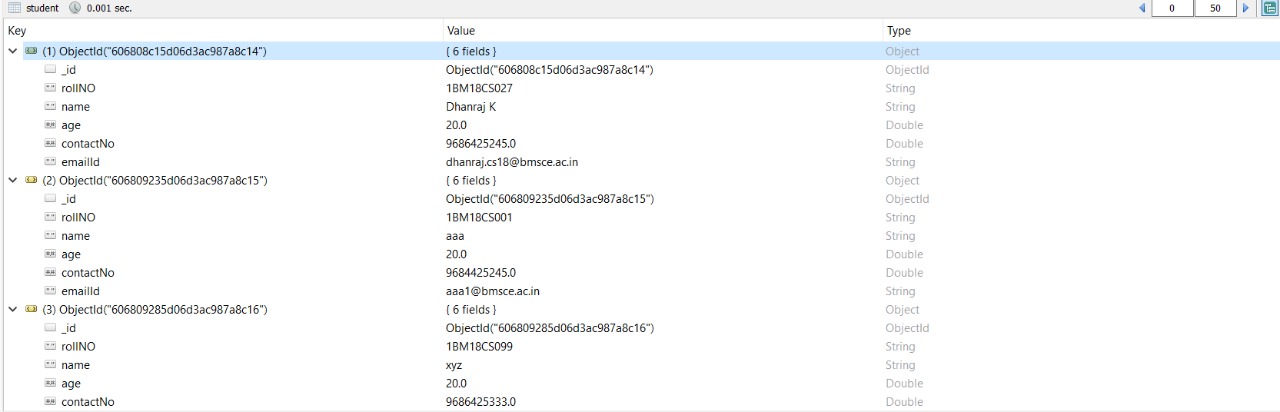 student 0.001 sec. 0 50
Key Value Type
(1) ObjectId("606808c15d06d3ac987a8c14") { 6 fields } Object
_id ObjectId("606808c15d06d3ac987a8c14") ObjectId
rollNO 1BM18CS027 String
name Dhanraj K String
age 20.0 Double
contactNo 9686425245.0 Double
emailId dhanraj.cs18@bmsce.ac.in String
(2) ObjectId("606809235d06d3ac987a8c15") { 6 fields } Object
_id ObjectId("606809235d06d3ac987a8c15") ObjectId
rollNO 1BM18CS001 String
name aaa String
age 20.0 Double
contactNo 9684425245.0 Double
emailId aaa1@bmsce.ac.in String
(3) ObjectId("606809285d06d3ac987a8c16") { 6 fields } Object
_id ObjectId("606809285d06d3ac987a8c16") ObjectId
rollNO 1BM18CS099 String
name xyz String
age 20.0 Double
contactNo 9686425333.0 Double